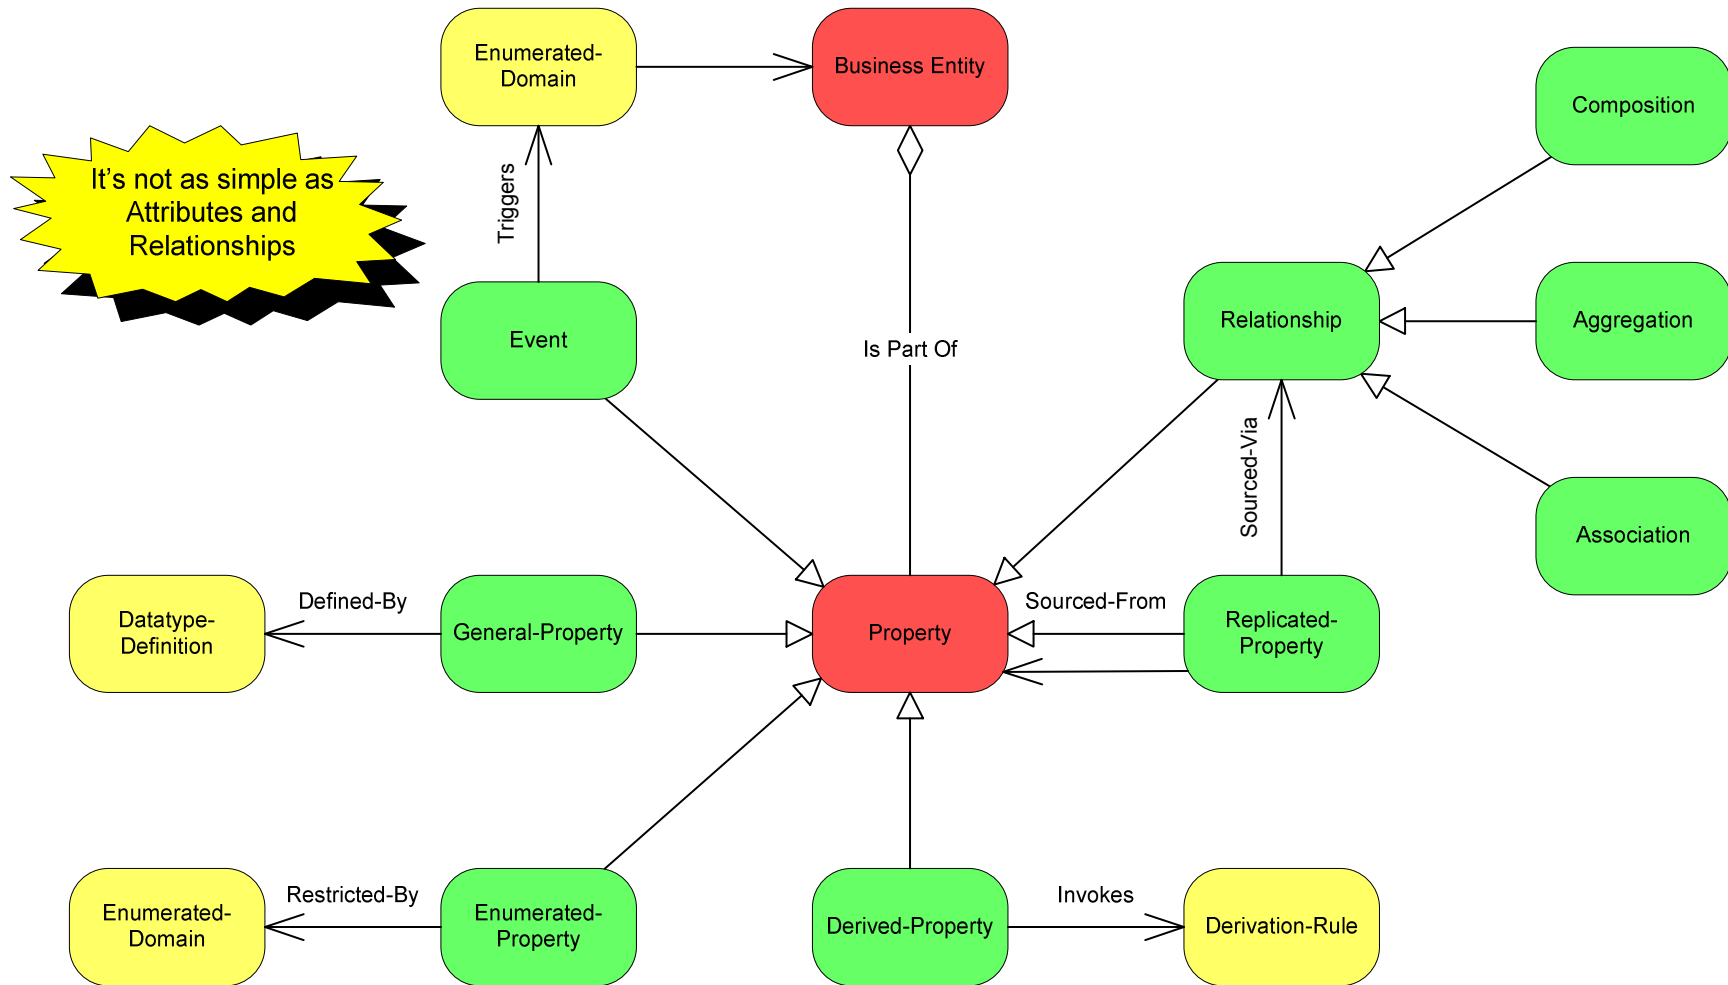 Enumerated-
Domain
Business Entity
Composition
It's not as simple as
Attributes and
Relationships
Triggers
Event
Is Part Of
Relationship
Aggregation
Sourced-Via
Association
Datatype-
Definition
Defined-By
General-Property
Property
Sourced-From
Replicated-
Property
Enumerated-
Domain
Restricted-By
Enumerated-
Property
Derived-Property
Invokes
Derivation-Rule